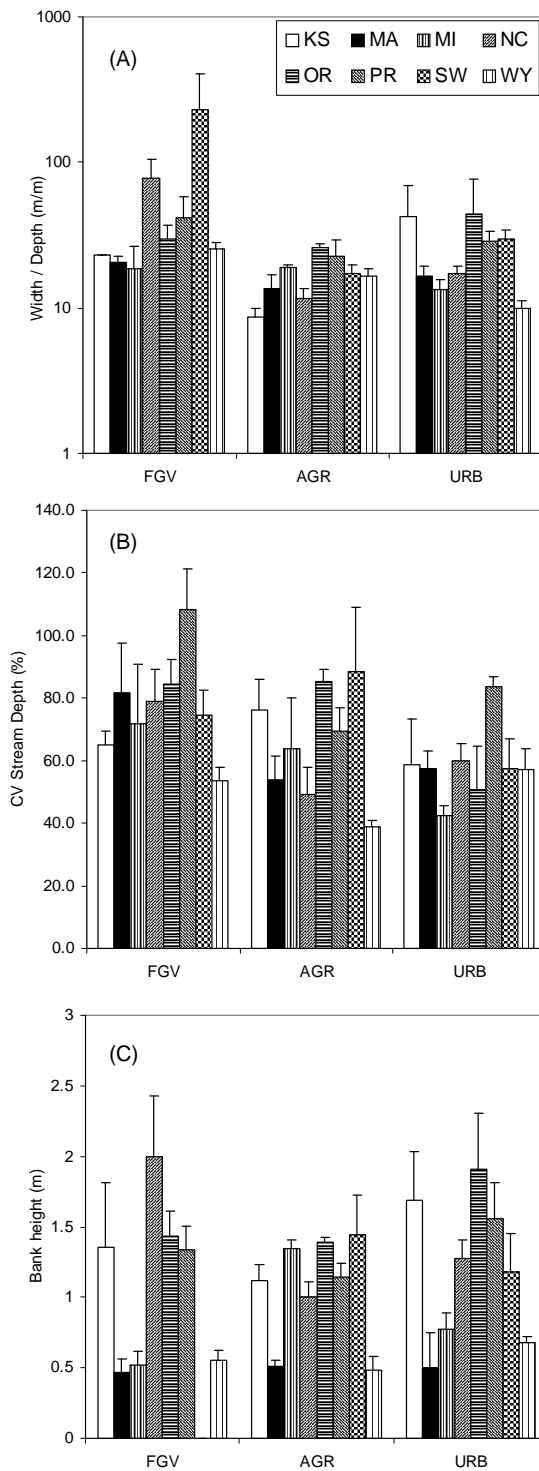 1000
(A)
KS MA MI NC
OR PR SW WY
100
Width / Depth (m/m)
10
1
FGV AGR URB
140.0
(B)
120.0
100.0
CV Stream Depth (%)
80.0
60.0
40.0
20.0
0.0
FGV AGR URB
3
(C)
2.5
2
Bank height (m)
1.5
1
0.5
0
FGV AGR URB